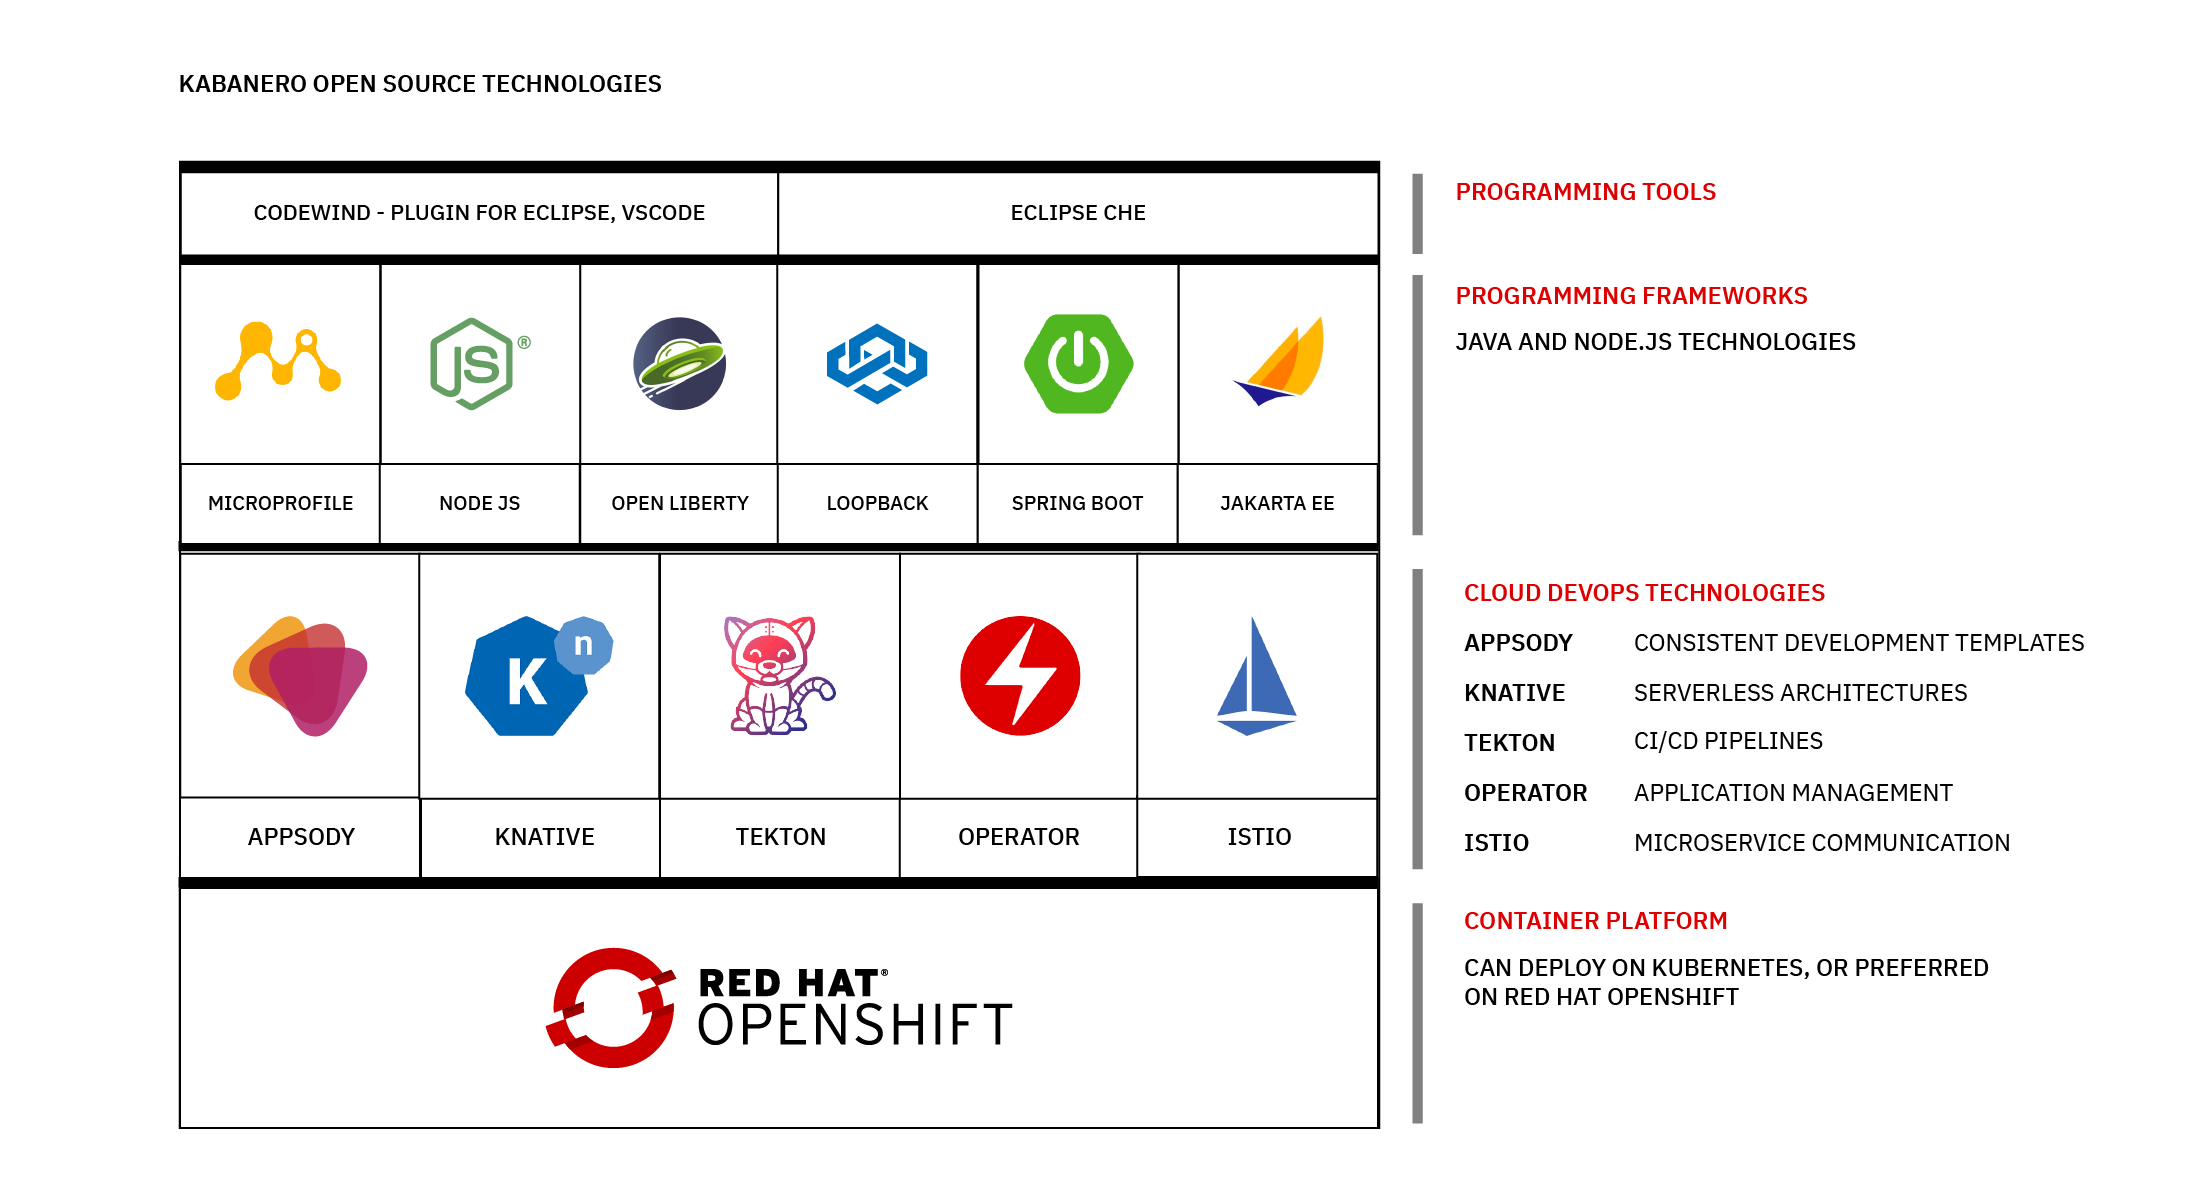 KABANERO OPEN SOURCE TECHNOLOGIES
CODEWIND - PLUGIN FOR ECLIPSE, VSCODE
ECLIPSE CHE
PROGRAMMING TOOLS
JS®
PROGRAMMING FRAMEWORKS
JAVA AND NODE.JS TECHNOLOGIES
MICROPROFILE
NODE JS
OPEN LIBERTY
LOOPBACK
SPRING BOOT
JAKARTA EE
K
n
APPSODY
KNATIVE
TEKTON
OPERATOR
ISTIO
CLOUD DEVOPS TECHNOLOGIES
APPSODY CONSISTENT DEVELOPMENT TEMPLATES
KNATIVE SERVERLESS ARCHITECTURES
TEKTON CI/CD PIPELINES
OPERATOR APPLICATION MANAGEMENT
ISTIO MICROSERVICE COMMUNICATION
RED HAT®
OPENSHIFT
CONTAINER PLATFORM
CAN DEPLOY ON KUBERNETES, OR PREFERRED
ON RED HAT OPENSHIFT